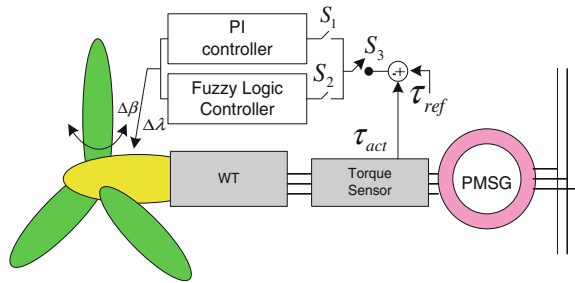 PI
controller
S1
Fuzzy Logic
Controller
S2
S3
-+
τref
τact
Δβ
Δλ
WT
Torque
Sensor
PMSG